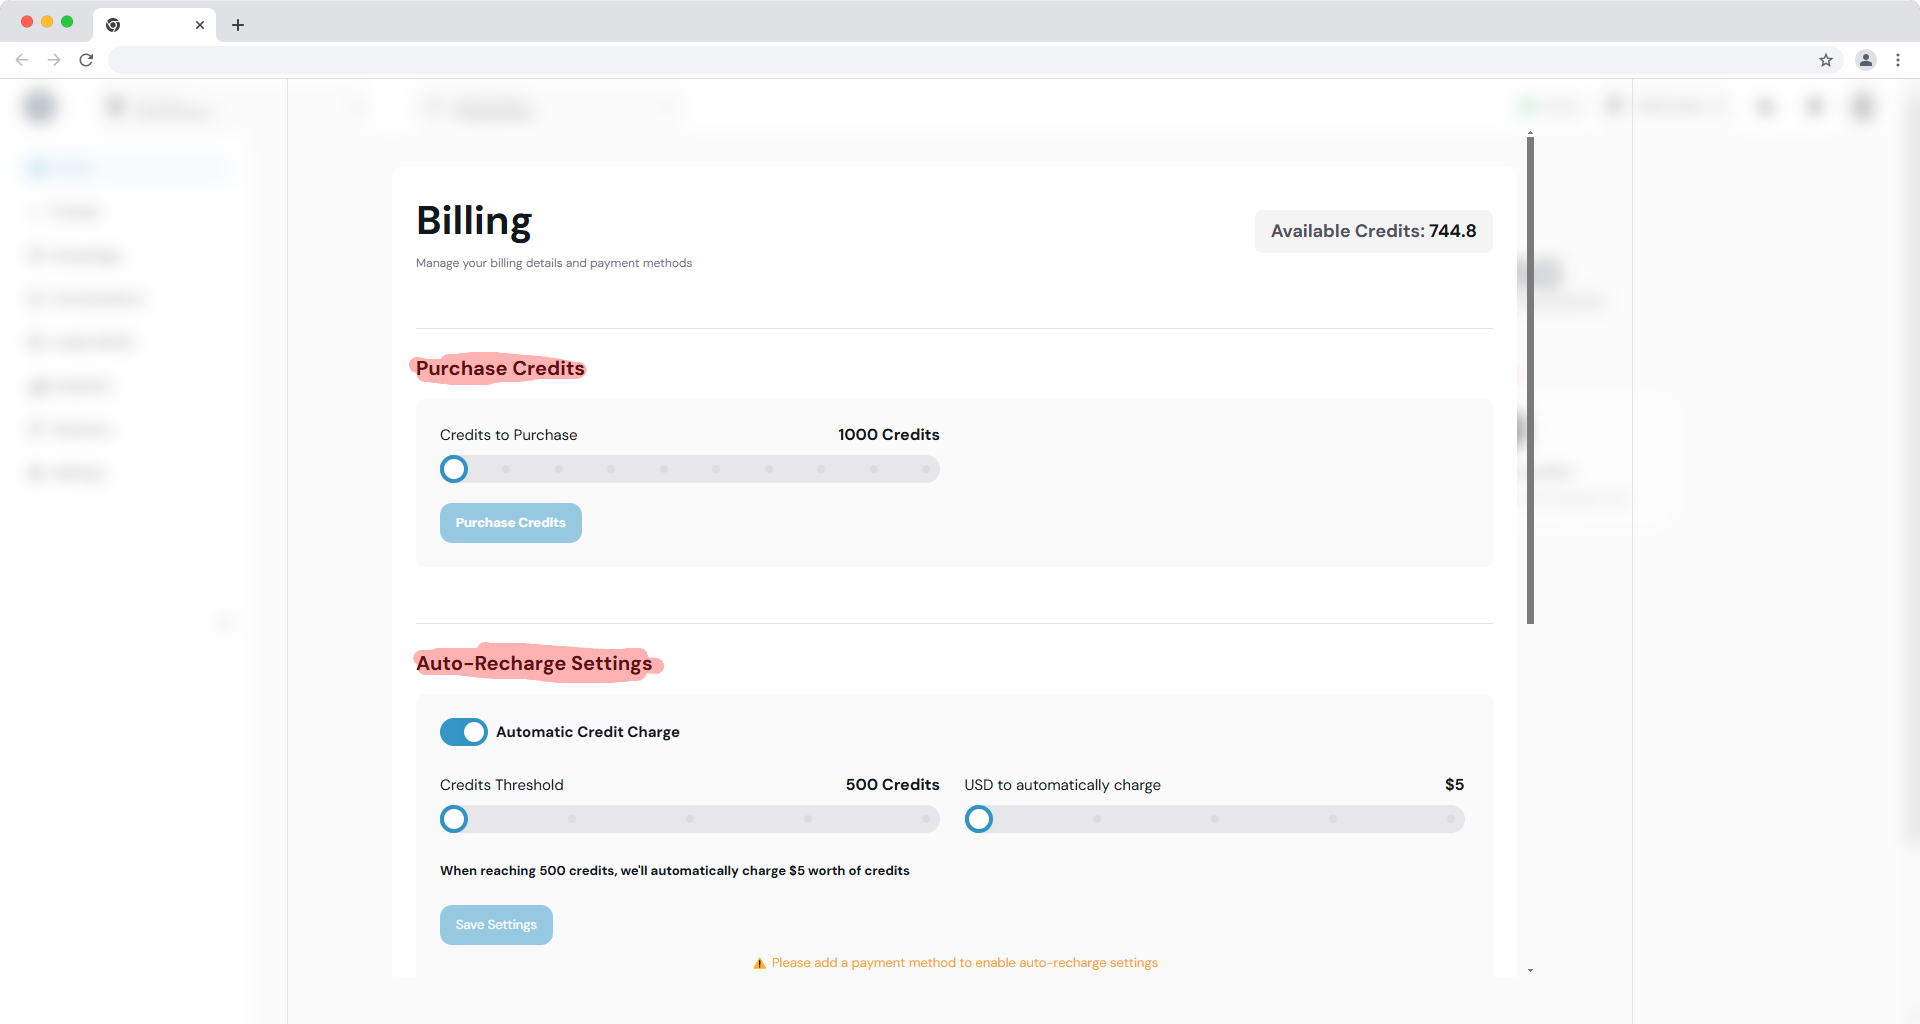 Billing
Available Credits: 744.8
Manage your billing details and payment methods
Purchase Credits
Credits to Purchase
1000 Credits
Purchase Credits
Auto-Recharge Settings
Automatic Credit Charge
Credits Threshold
500 Credits
USD to automatically charge
$5
When reaching 500 credits, we'll automatically charge $5 worth of credits
Save Settings
Please add a payment method to enable auto-recharge settings